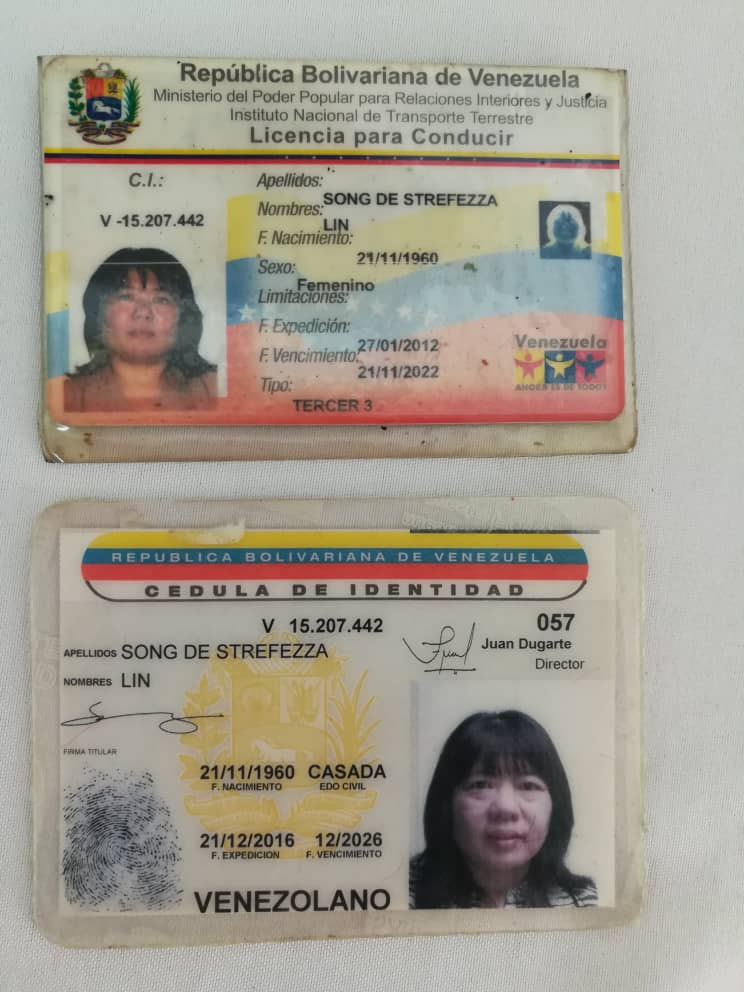 República Bolivariana de Venezuela
Ministerio del Poder Popular para Relaciones Interiores y Justicia
Instituto Nacional de Transporte Terrestre
Licencia para Conducir
C.I.:
V -15.207.442
Apellidos:
SONG DE STREFEZZA
Nombres:
LIN
F. Nacimiento:
21/11/1960
Sexo:
Femenino
Limitaciones:
F. Expedición:
27/01/2012
F. Vencimiento:
21/11/2022
Tipo:
TERCER 3
Venezuela
AHORA ES DE TODOS
REPUBLICA BOLIVARIANA DE VENEZUELA
CEDULA DE IDENTIDAD
V 15.207.442
057
APELLIDOS SONG DE STREFEZZA
Juan Dugarte
Director
NOMBRES LIN
FIRMA TITULAR
21/11/1960 CASADA
F. NACIMIENTO EDO CIVIL
21/12/2016 12/2026
F. EXPEDICION F. VENCIMIENTO
VENEZOLANO